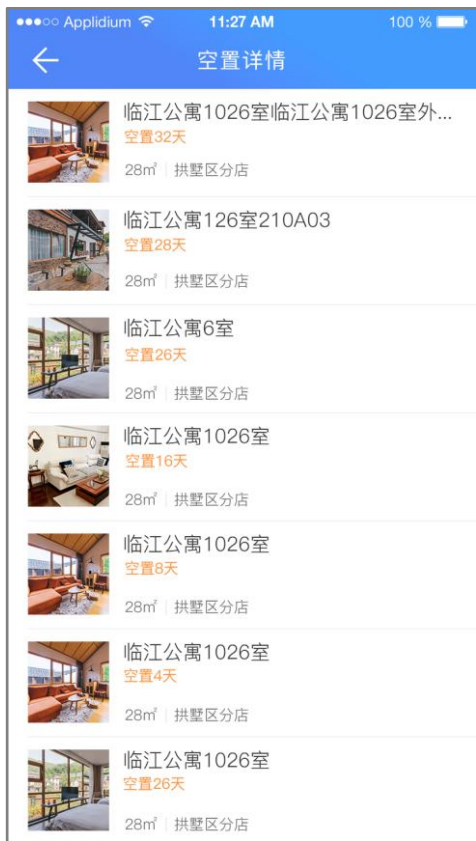 Applidium 11:27 AM 100 %
空置详情
临江公寓1026室临江公寓1026室外...
空置32天
28㎡ 拱墅区分店
临江公寓126室210A03
空置28天
28㎡ 拱墅区分店
临江公寓6室
空置26天
28㎡ 拱墅区分店
临江公寓1026室
空置16天
28㎡ 拱墅区分店
临江公寓1026室
空置8天
28㎡ 拱墅区分店
临江公寓1026室
空置4天
28㎡ 拱墅区分店
临江公寓1026室
空置26天
28㎡ 拱墅区分店